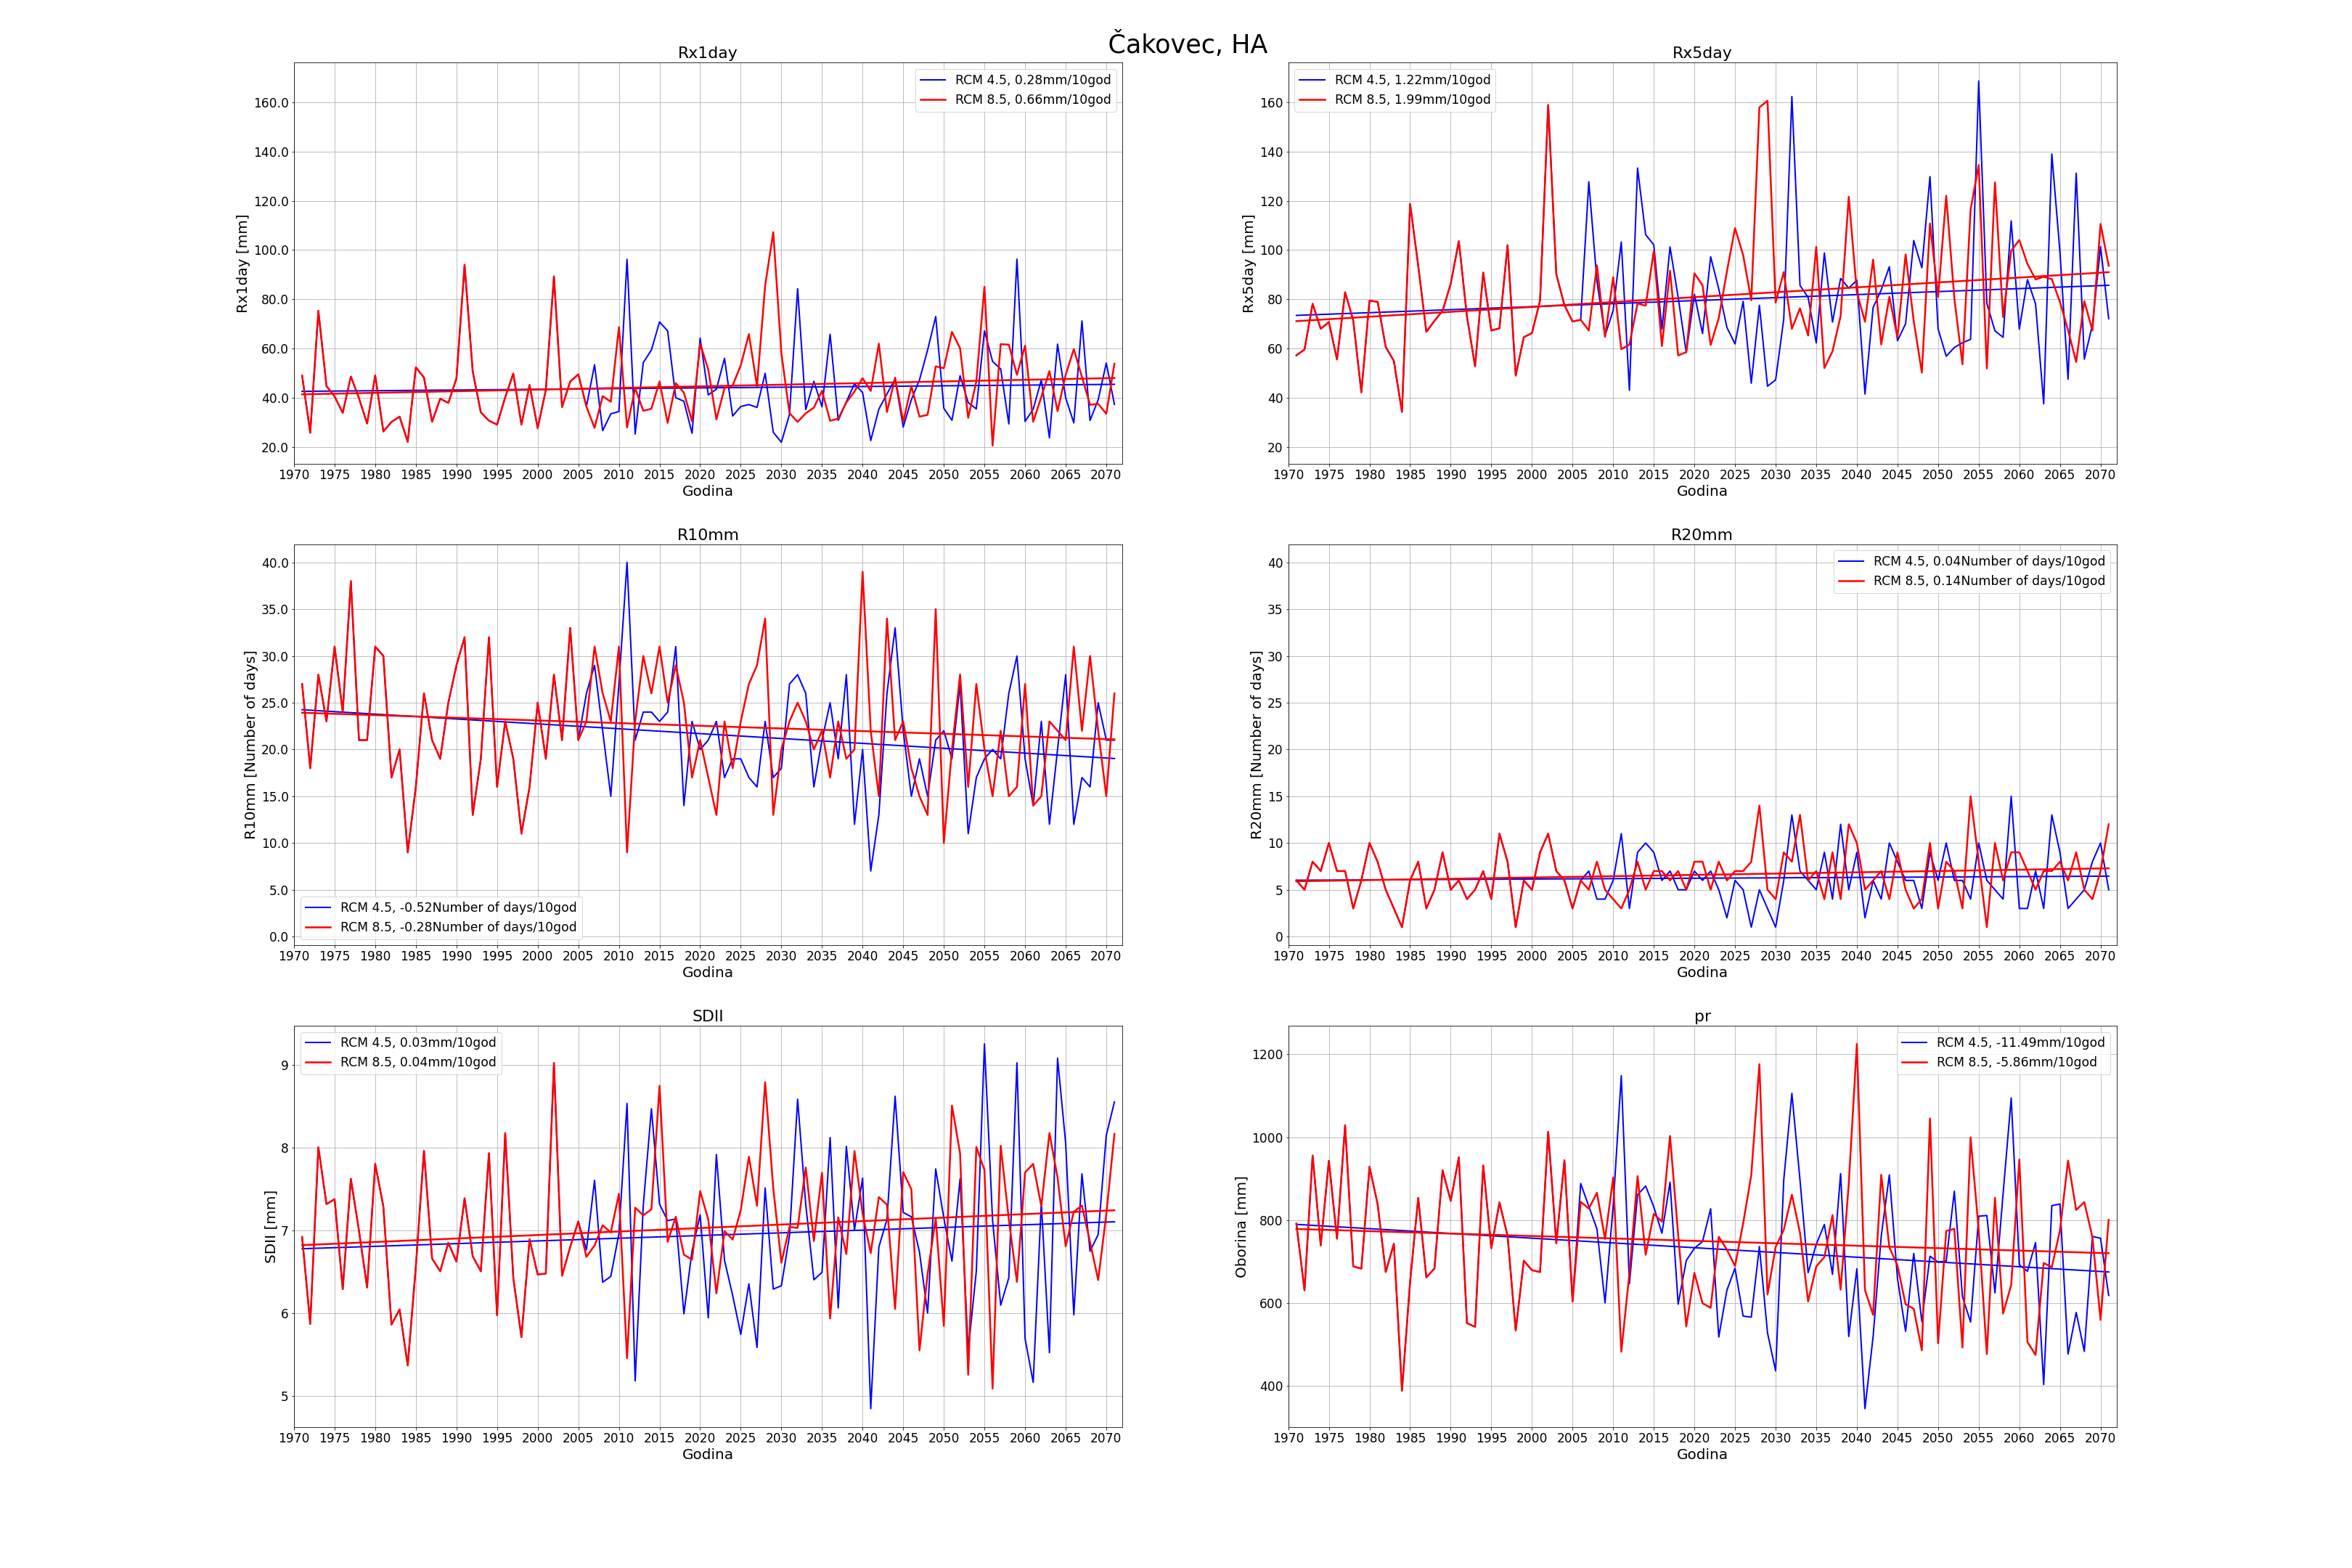 Čakovec, HA
Rx1day
RCM 4.5, 0.28mm/10god
RCM 8.5, 0.66mm/10god
160.0
140.0
120.0
100.0
80.0
60.0
40.0
20.0
Rx1day [mm]
1970 1975 1980 1985 1990 1995 2000 2005 2010 2015 2020 2025 2030 2035 2040 2045 2050 2055 2060 2065 2070
Godina
Rx5day
RCM 4.5, 1.22mm/10god
RCM 8.5, 1.99mm/10god
160
140
120
100
80
60
40
20
Rx5day [mm]
1970 1975 1980 1985 1990 1995 2000 2005 2010 2015 2020 2025 2030 2035 2040 2045 2050 2055 2060 2065 2070
Godina
R10mm
40.0
35.0
30.0
25.0
20.0
15.0
10.0
5.0
0.0
R10mm [Number of days]
RCM 4.5, -0.52Number of days/10god
RCM 8.5, -0.28Number of days/10god
1970 1975 1980 1985 1990 1995 2000 2005 2010 2015 2020 2025 2030 2035 2040 2045 2050 2055 2060 2065 2070
Godina
R20mm
RCM 4.5, 0.04Number of days/10god
RCM 8.5, 0.14Number of days/10god
40
35
30
25
20
15
10
5
0
R20mm [Number of days]
1970 1975 1980 1985 1990 1995 2000 2005 2010 2015 2020 2025 2030 2035 2040 2045 2050 2055 2060 2065 2070
Godina
SDII
RCM 4.5, 0.03mm/10god
RCM 8.5, 0.04mm/10god
9
8
7
6
5
SDII [mm]
1970 1975 1980 1985 1990 1995 2000 2005 2010 2015 2020 2025 2030 2035 2040 2045 2050 2055 2060 2065 2070
Godina
pr
RCM 4.5, -11.49mm/10god
RCM 8.5, -5.86mm/10god
1200
1000
800
600
400
Oborina [mm]
1970 1975 1980 1985 1990 1995 2000 2005 2010 2015 2020 2025 2030 2035 2040 2045 2050 2055 2060 2065 2070
Godina